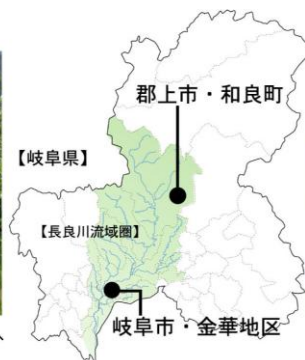 郡上市・和良町
【岐阜県】
【長良川流域圏】
岐阜市・金華地区